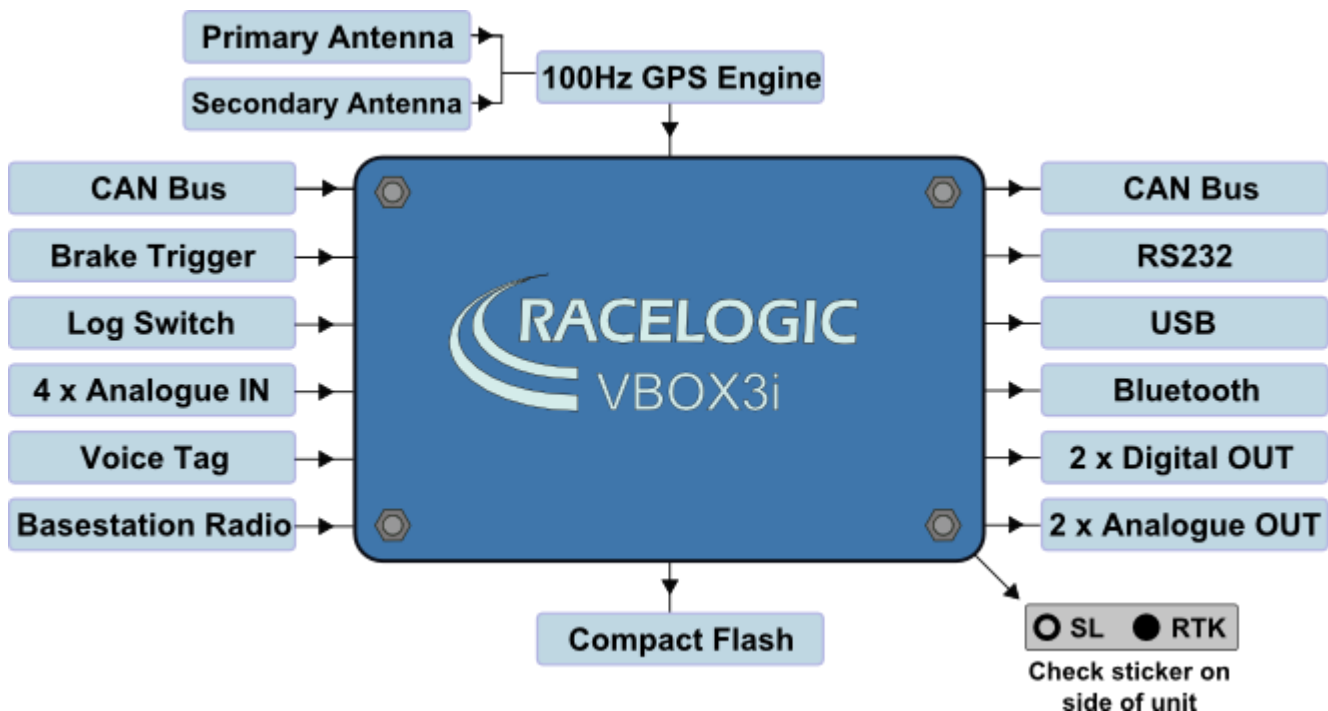 Primary Antenna
Secondary Antenna
100Hz GPS Engine
CAN Bus
Brake Trigger
Log Switch
4 x Analogue IN
Voice Tag
Basestation Radio
RACELOGIC
VBOX3i
CAN Bus
RS232
USB
Bluetooth
2 x Digital OUT
2 x Analogue OUT
Compact Flash
SL RTK
Check sticker on
side of unit